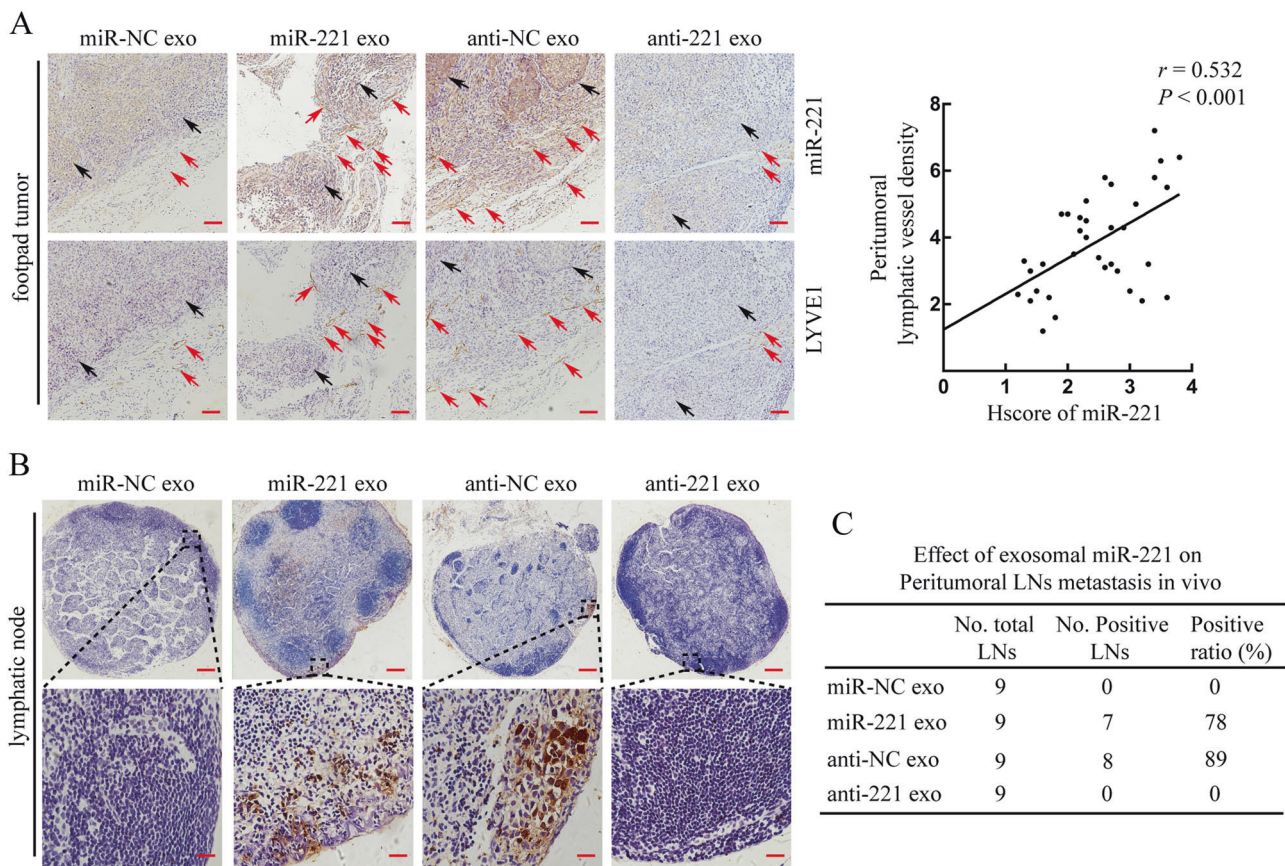 A
miR-NC exo
miR-221 exo
anti-NC exo
anti-221 exo
footpad tumor
miR-221
LYVE1
r = 0.532
P < 0.001
Peritumoral
lymphatic vessel density
8
6
4
2
0
0
1
2
3
4
Hscore of miR-221
B
miR-NC exo
miR-221 exo
anti-NC exo
anti-221 exo
lymphatic node
C
Effect of exosomal miR-221 on
Peritumoral LNs metastasis in vivo
No. total LNs
No. Positive LNs
Positive ratio (%)
miR-NC exo 9 0 0
miR-221 exo 9 7 78
anti-NC exo 9 8 89
anti-221 exo 9 0 0